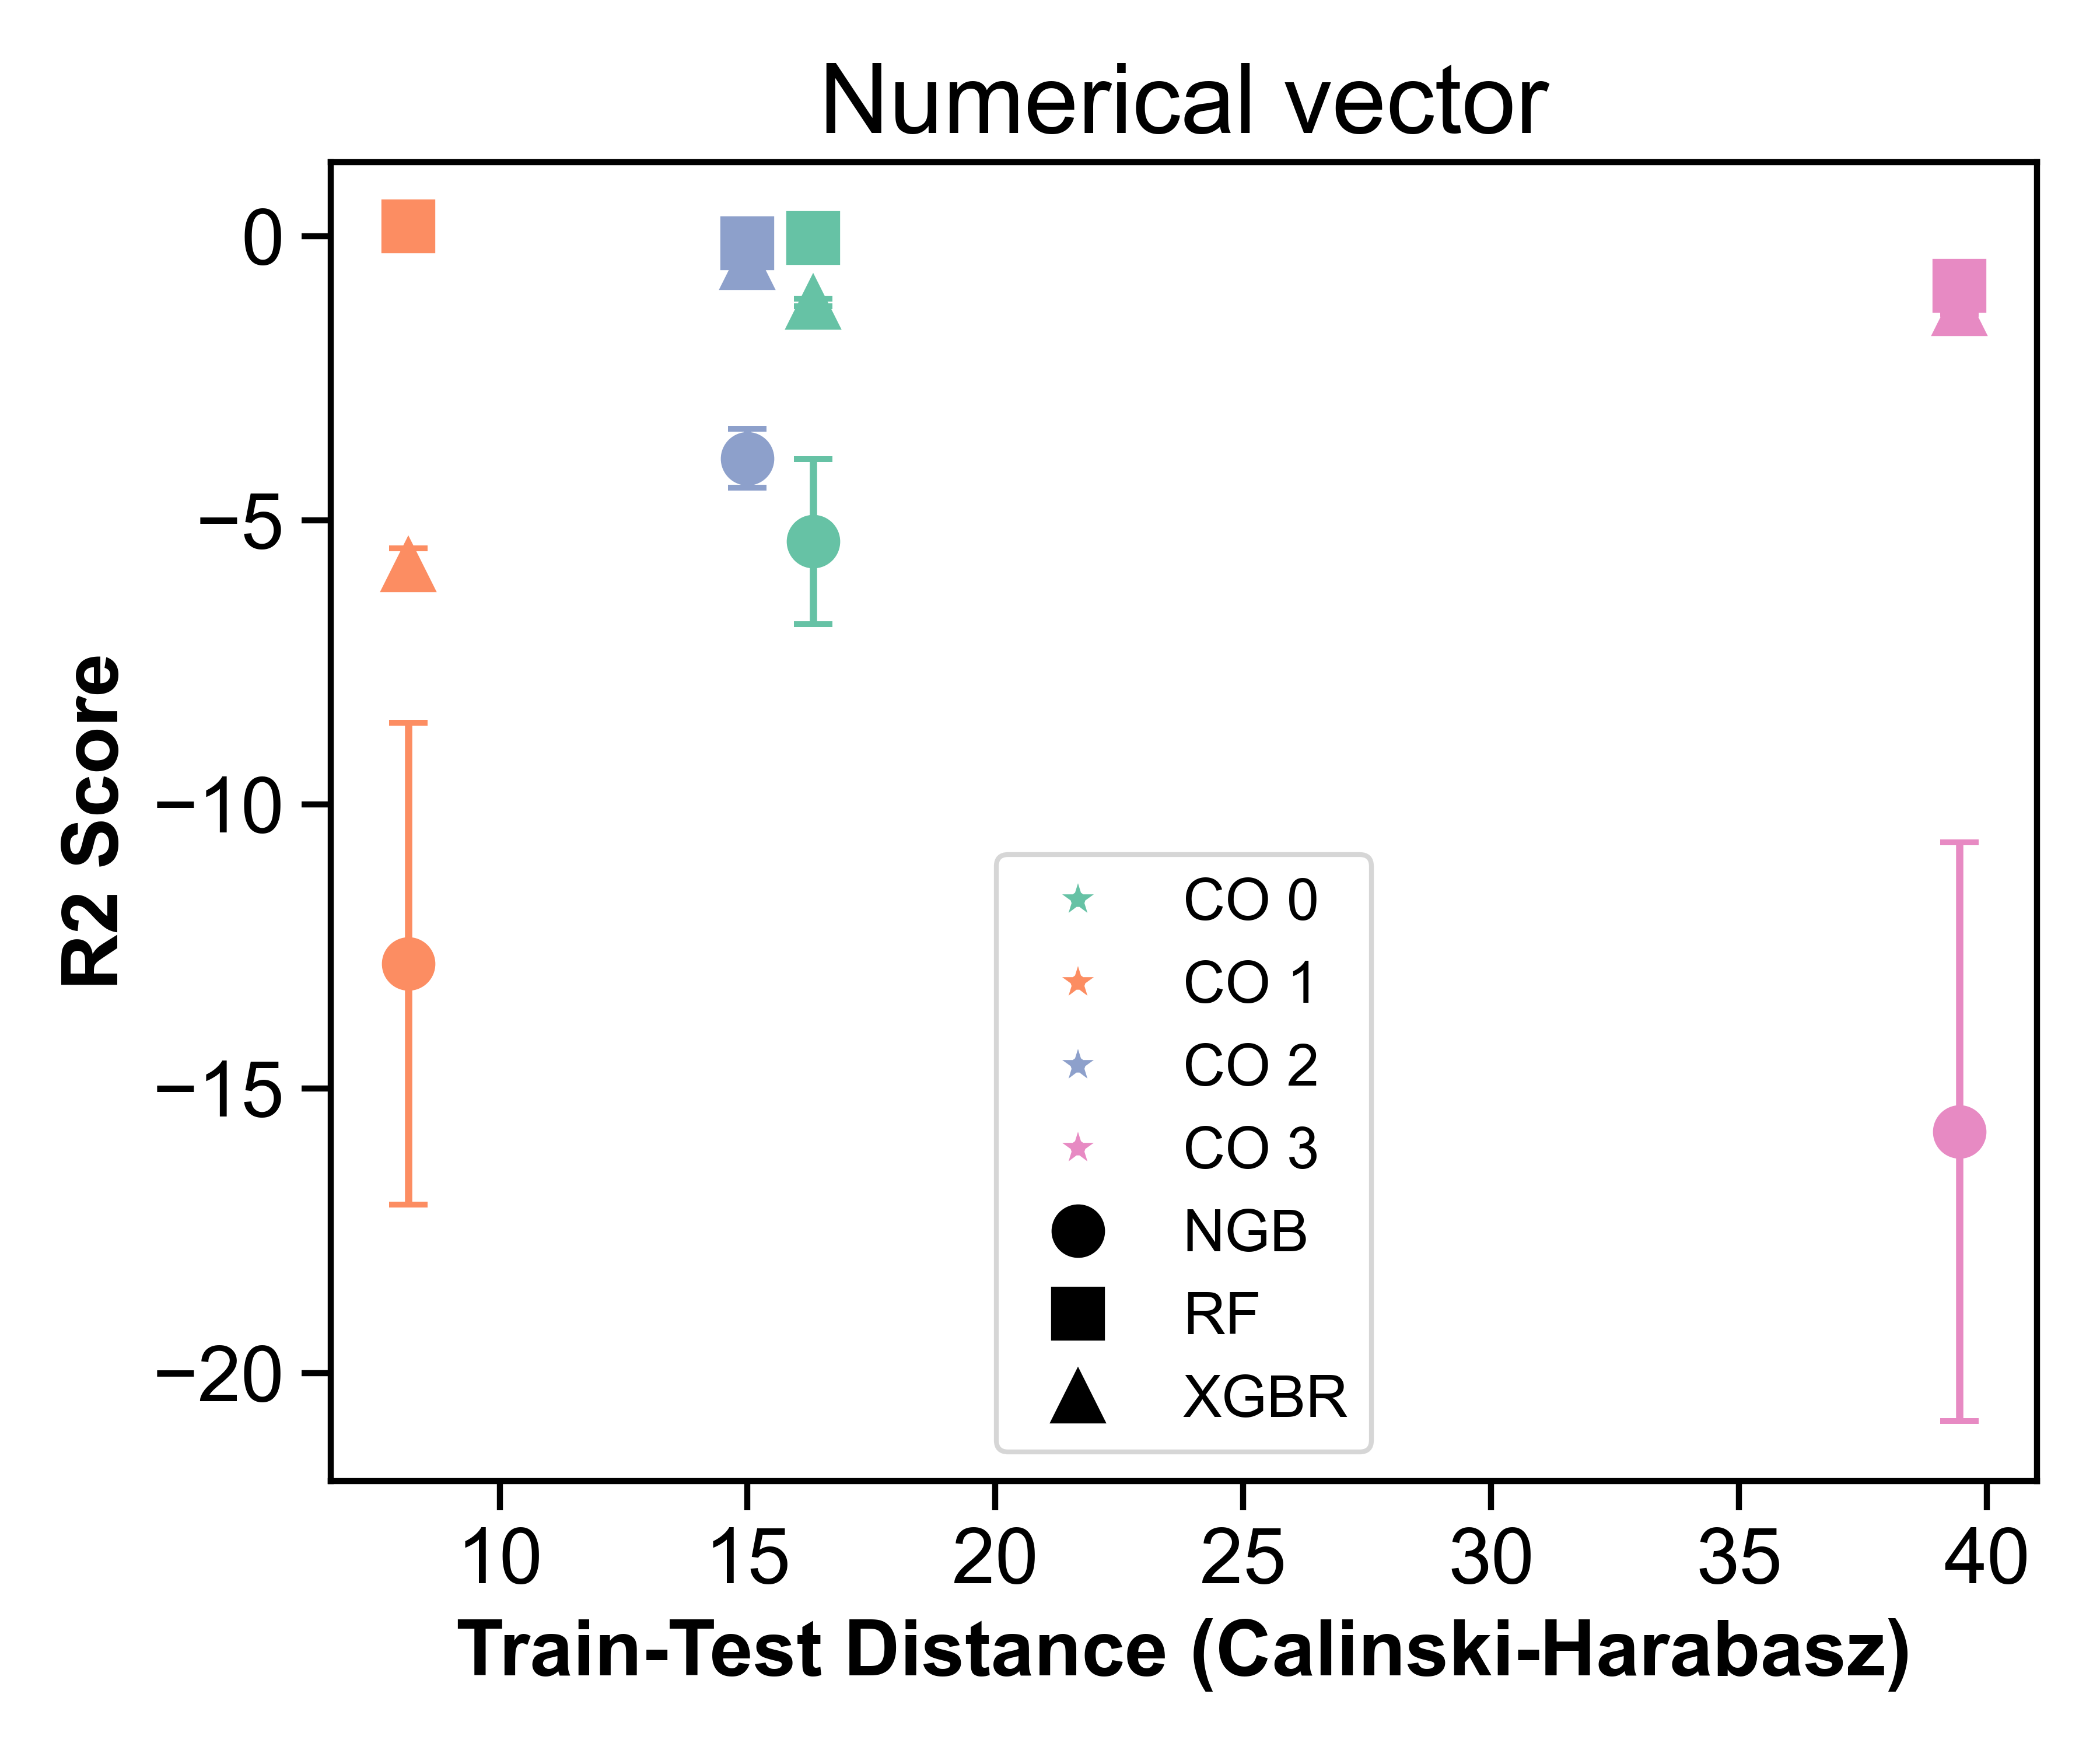 Numerical vector
R2 Score
0
−5
−10
−15
−20
CO 0
CO 1
CO 2
CO 3
NGB
RF
XGBR
10 15 20 25 30 35 40
Train-Test Distance (Calinski-Harabasz)